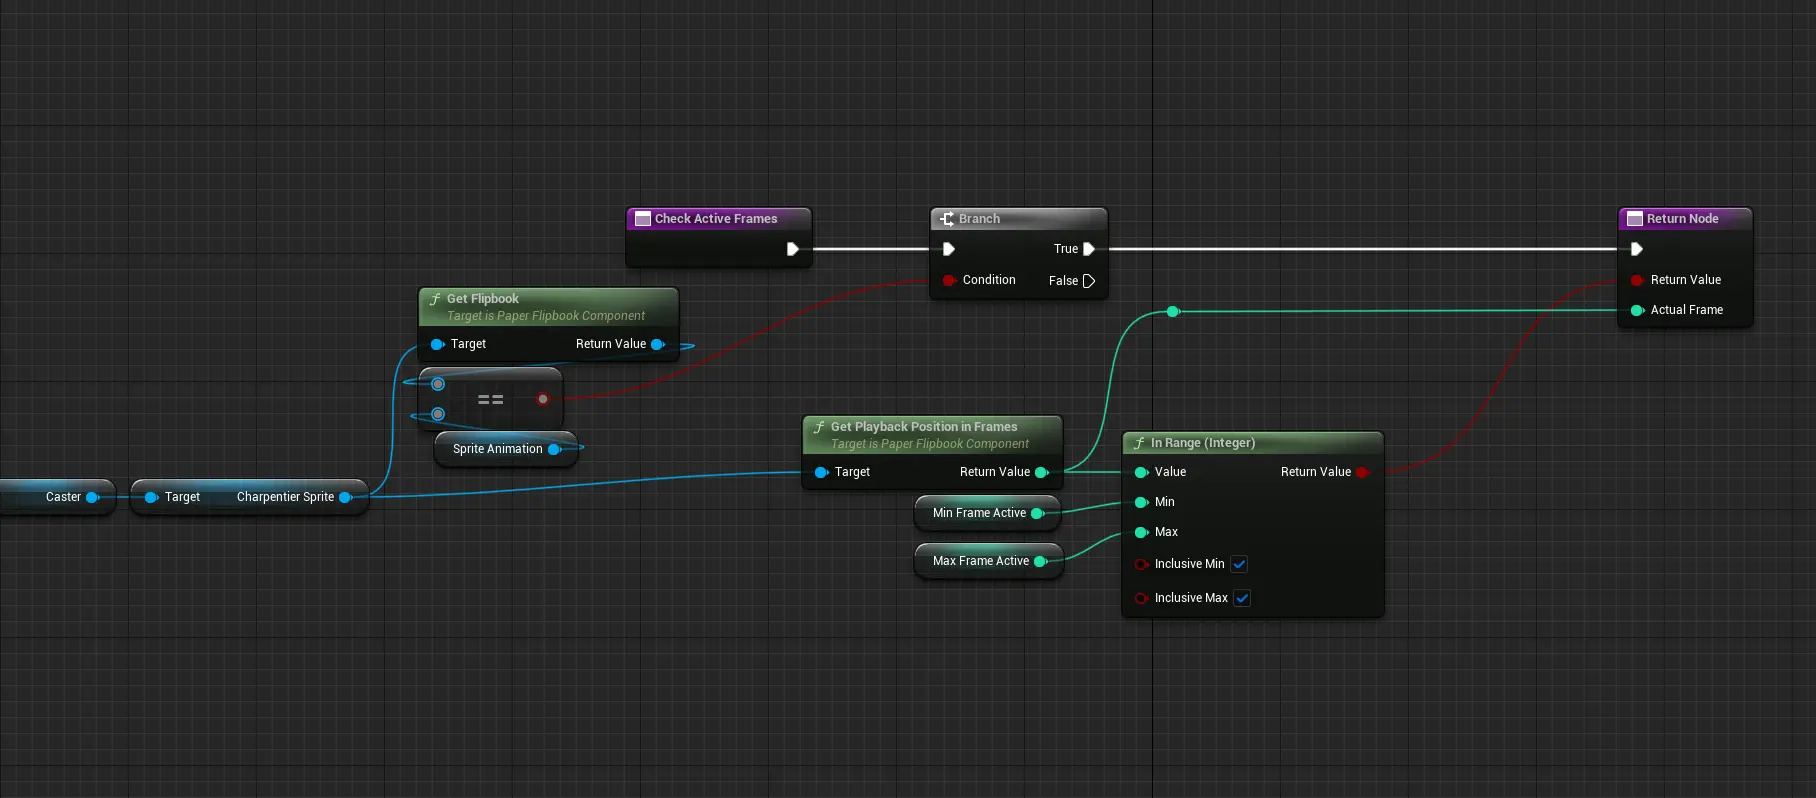 Check Active Frames
Branch
True
Condition
False
Return Node
Return Value
Actual Frame
Get Flipbook
Target is Paper Flipbook Component
Target
Return Value
==
Sprite Animation
Caster
Target
Charpentier Sprite
Get Playback Position in Frames
Target is Paper Flipbook Component
Target
Return Value
Min Frame Active
Max Frame Active
In Range (Integer)
Value
Return Value
Min
Max
Inclusive Min
Inclusive Max